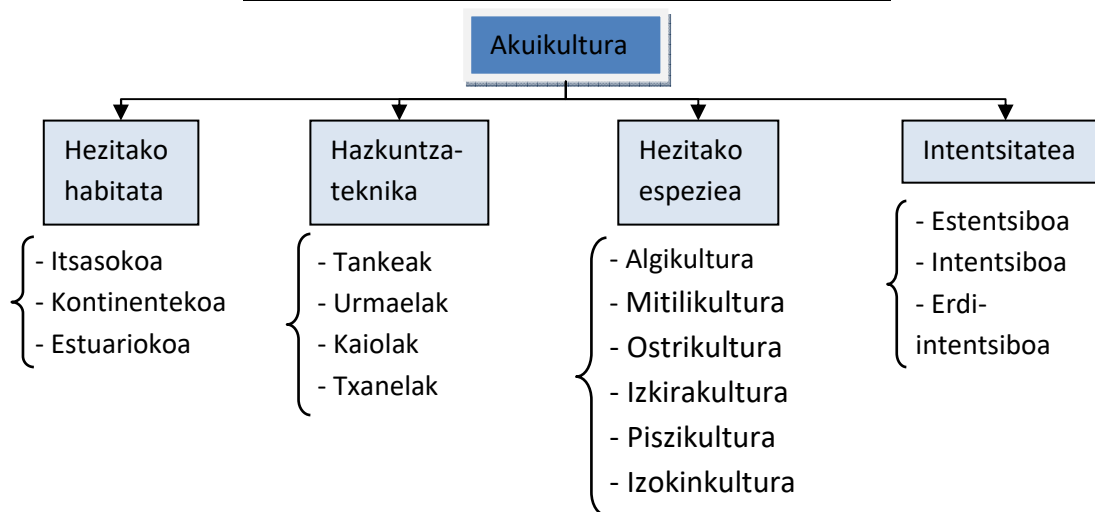 Akuikultura
Hezitako
habitata
- Itsasokoa
- Kontinentekoa
- Estuariokoa
Hazkuntza-
teknika
- Tankeak
- Urmaelak
- Kaiolak
- Txanelak
Hezitako
espeziea
- Algikultura
- Mitilikultura
- Ostrikultura
- Izkirakultura
- Piszikultura
- Izokinkultura
Intentsitatea
- Estentsiboa
- Intentsiboa
- Erdi-
intentsiboa